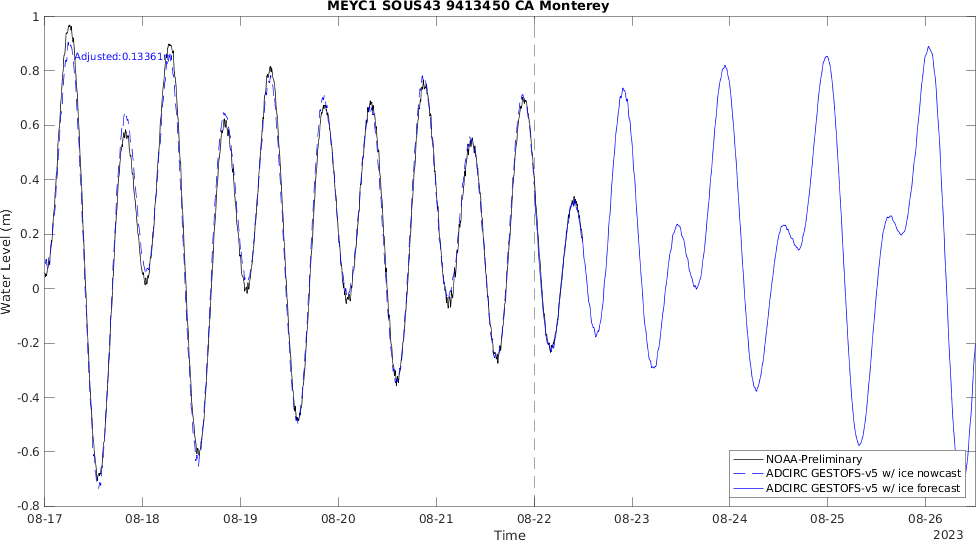 MEYC1 SOUS43 9413450 CA Monterey
1
0.8
0.6
0.4
0.2
0
-0.2
-0.4
-0.6
-0.8
Water Level (m)
Adjusted:0.13361
NOAA-Preliminary
ADCIRC GESTOFS-v5 w/ ice nowcast
ADCIRC GESTOFS-v5 w/ ice forecast
08-17 08-18 08-19 08-20 08-21 08-22 08-23 08-24 08-25 08-26
Time
2023